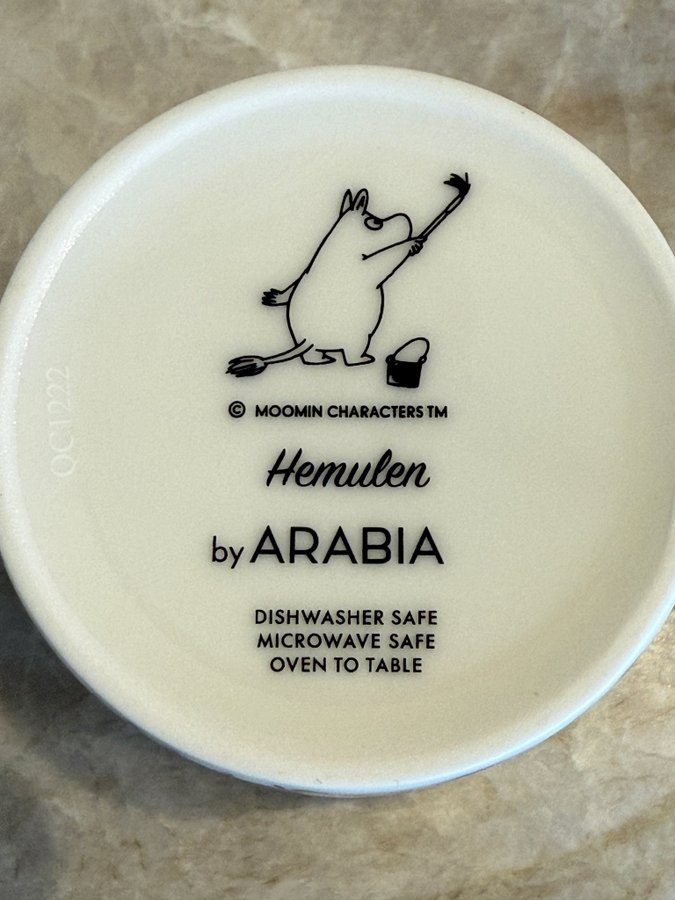 © MOOMIN CHARACTERS TM
Hemulen
by ARABIA
DISHWASHER SAFE
MICROWAVE SAFE
OVEN TO TABLE
QC1222